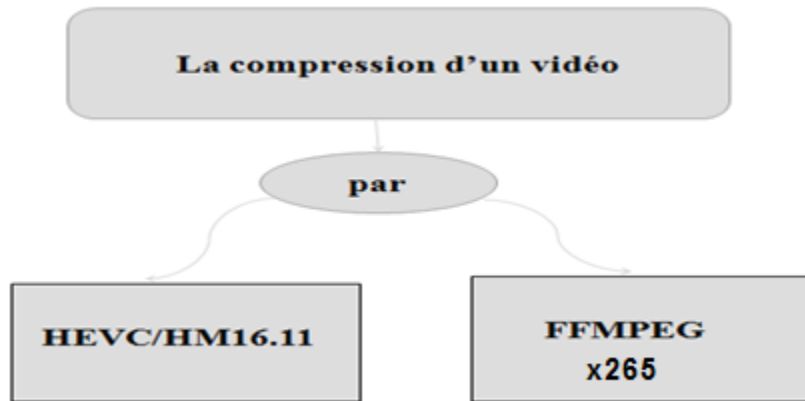 La compression d’un vidéo
par
HEVC/HM16.11
FFMPEG
x265